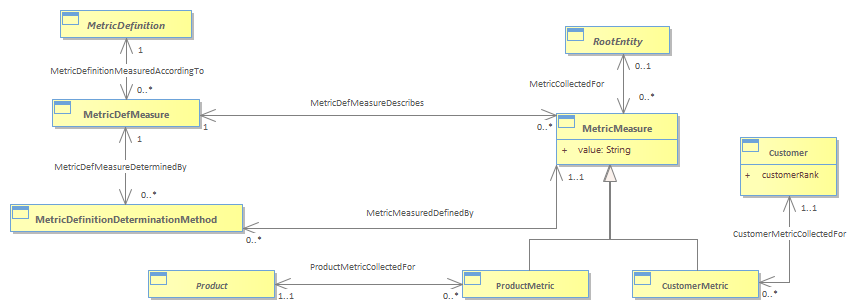 MetricDefinition
1
MetricDefinitionMeasuredAccordingTo
0..*
MetricDefMeasure
1
MetricDefMeasureDescribes
1
0..*
RootEntity
0..1
MetricCollectedFor
0..*
MetricMeasure
+ value: String
Customer
+ customerRank
MetricDefMeasureDeterminedBy
0..*
MetricDefinitionDeterminationMethod
1..1
MetricMeasuredDefinedBy
0..*
1..1
CustomerMetricCollectedFor
0..*
Product
ProductMetricCollectedFor
1..1
0..*
ProductMetric
CustomerMetric